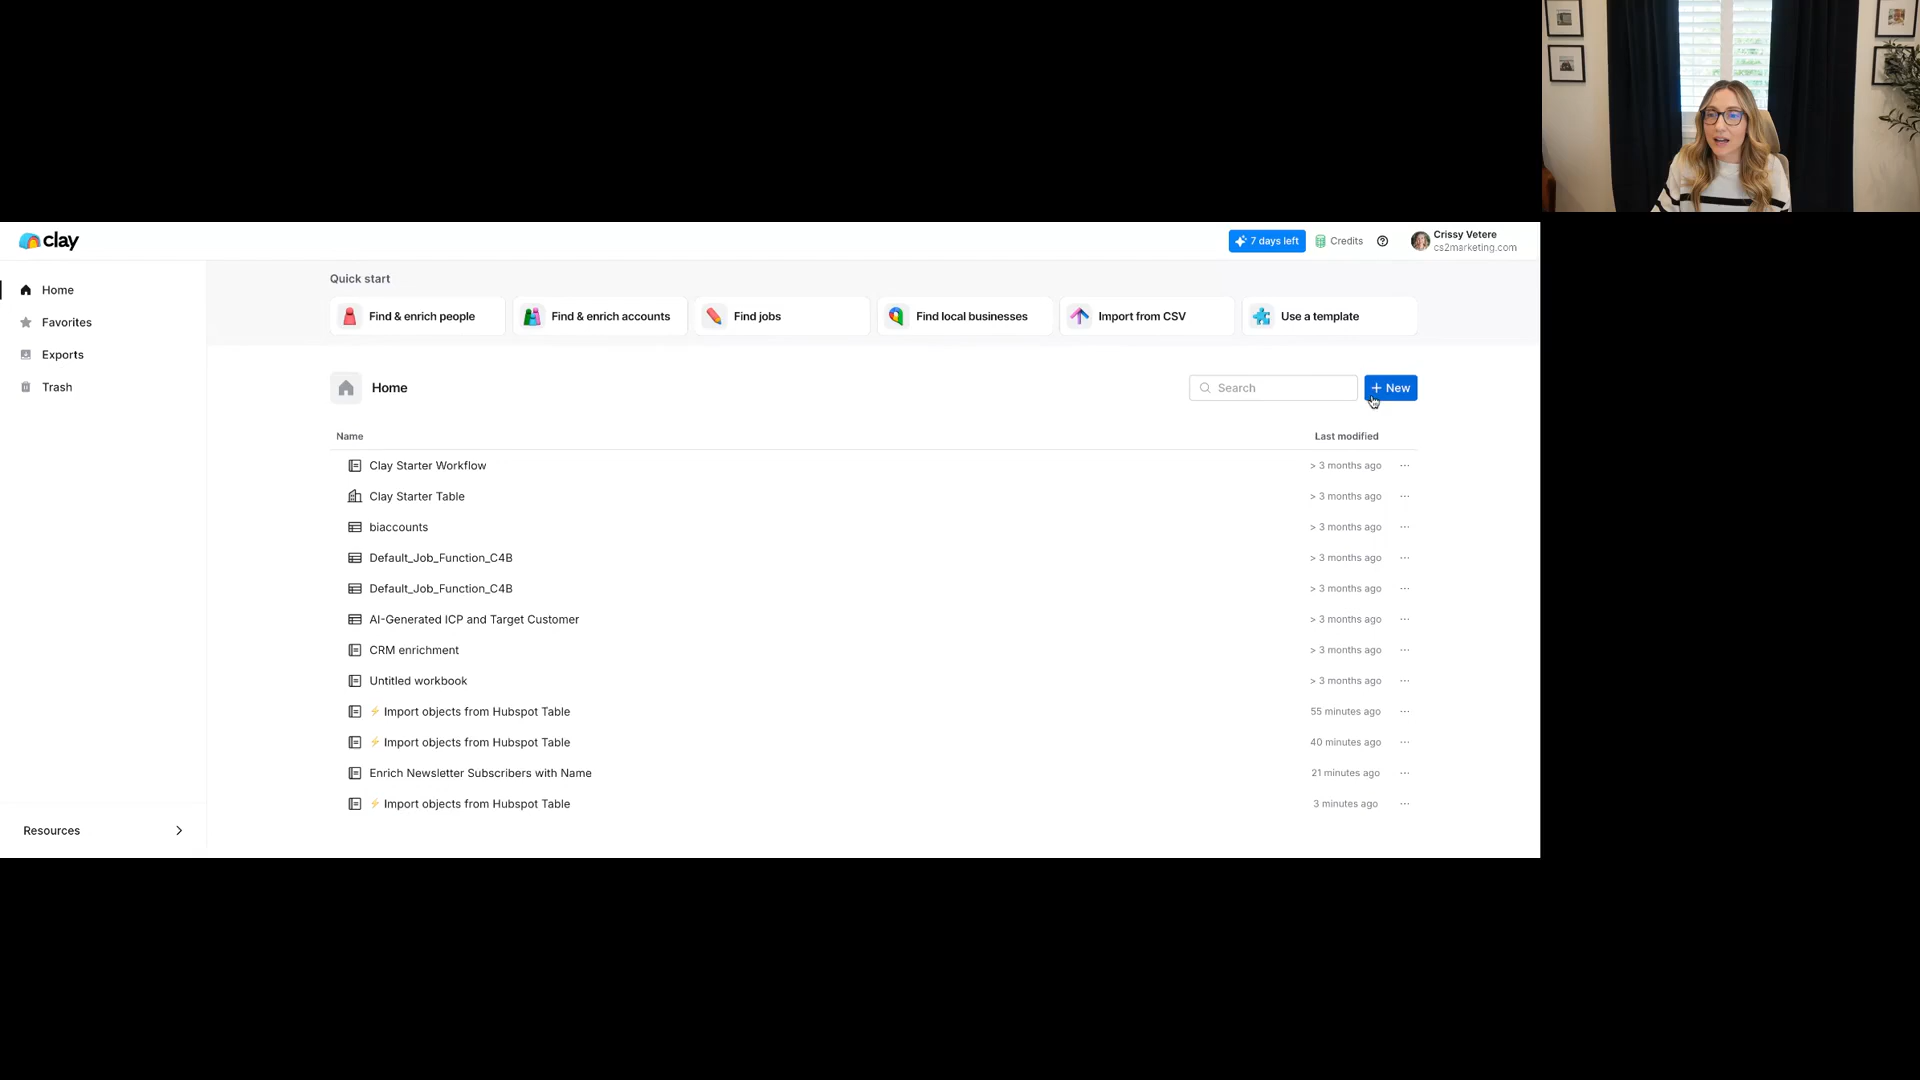 clay
7 days left
Credits
Crissy Vetere
cs2marketing.com
Home
Favorites
Exports
Trash
Resources
Quick start
Find & enrich people
Find & enrich accounts
Find jobs
Find local businesses
Import from CSV
Use a template
Home
Search
+ New
Name Last modified
Clay Starter Workflow > 3 months ago
Clay Starter Table > 3 months ago
biaccounts > 3 months ago
Default_Job_Function_C4B > 3 months ago
Default_Job_Function_C4B > 3 months ago
AI-Generated ICP and Target Customer > 3 months ago
CRM enrichment > 3 months ago
Untitled workbook > 3 months ago
⚡ Import objects from Hubspot Table 55 minutes ago
⚡ Import objects from Hubspot Table 40 minutes ago
Enrich Newsletter Subscribers with Name 21 minutes ago
⚡ Import objects from Hubspot Table 3 minutes ago